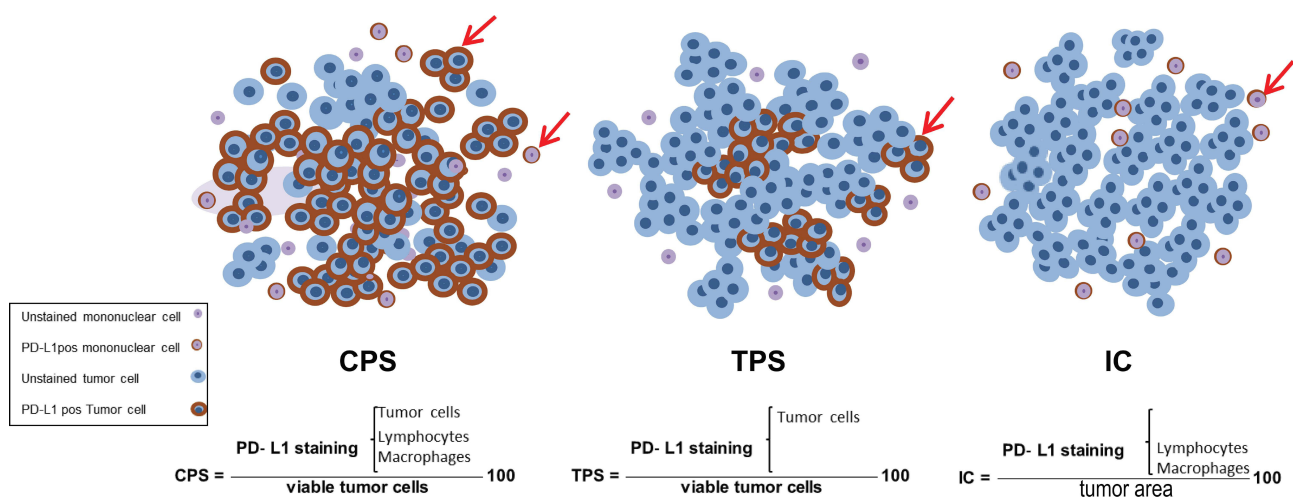 Unstained mononuclear cell
PD-L1pos mononuclear cell
Unstained tumor cell
PD-L1 pos Tumor cell
CPS
TPS
IC
Tumor cells
PD- L1 staining
Lymphocytes
Macrophages
CPS =
100
viable tumor cells
Tumor cells
PD- L1 staining
TPS =
100
viable tumor cells
PD- L1 staining
Lymphocytes
Macrophages
IC =
100
tumor area